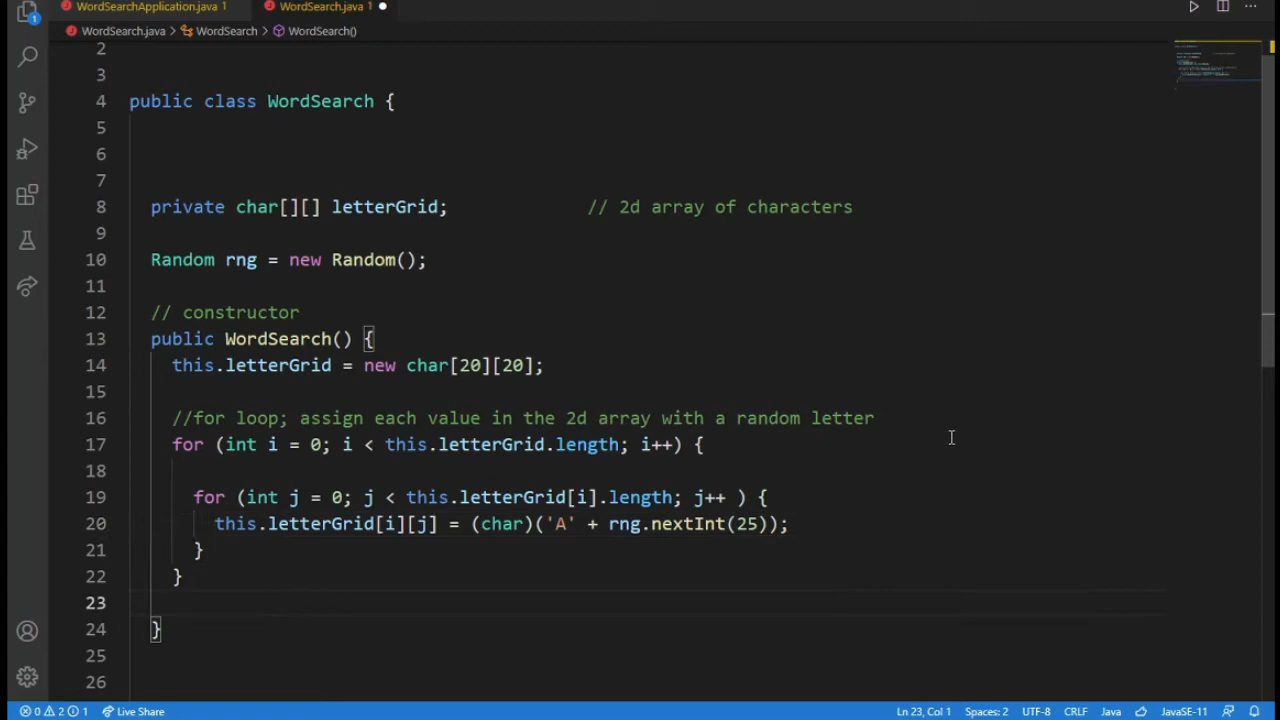 WordSearchApplication.java 1
WordSearch.java 1
WordSearch.java > WordSearch > WordSearch()
1
2
3
4 public class WordSearch {
5
6
7
8 private char[][] letterGrid; // 2d array of characters
9
10 Random rng = new Random();
11
12 // constructor
13 public WordSearch() {
14 this.letterGrid = new char[20][20];
15
16 //for loop; assign each value in the 2d array with a random letter
17 for (int i = 0; i < this.letterGrid.length; i++) {
18
19 for (int j = 0; j < this.letterGrid[i].length; j++ ) {
20 this.letterGrid[i][j] = (char)('A' + rng.nextInt(25));
21 }
22 }
23
24 }
25
26
0 2 1 Live Share Ln 23, Col 1 Spaces: 2 UTF-8 CRLF Java JavaSE-11